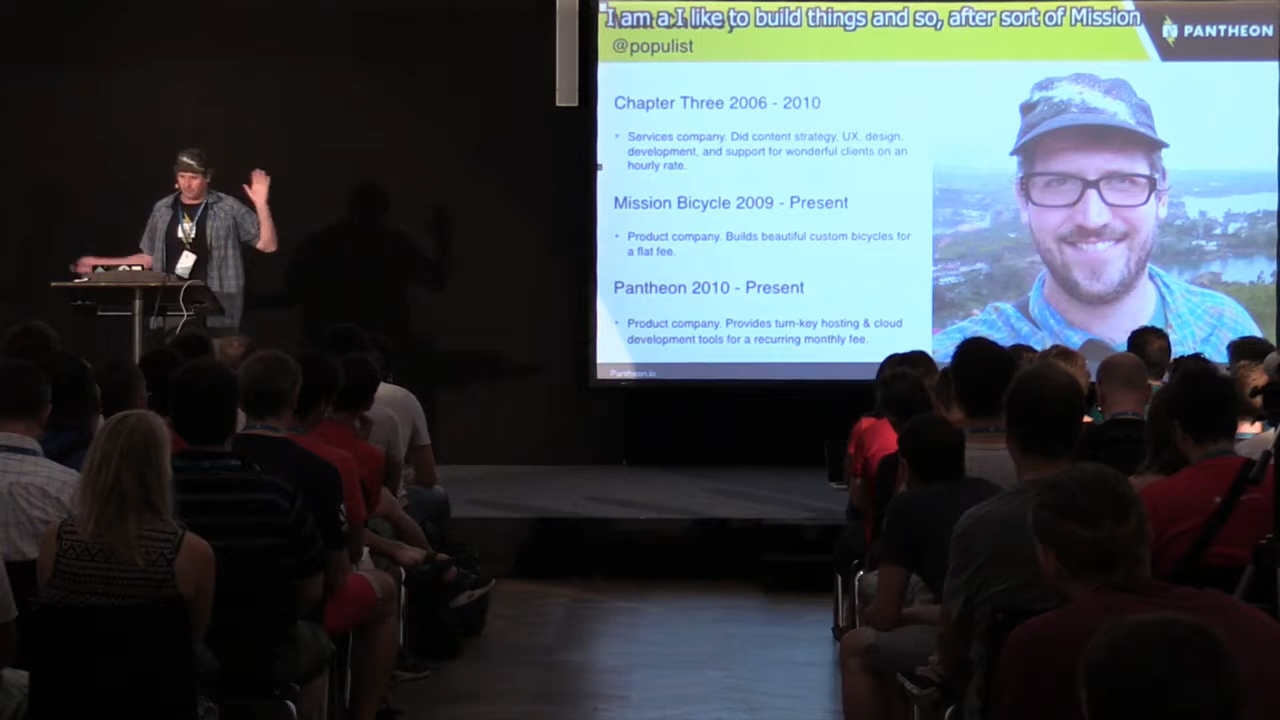 I am a I like to build things and so, after sort of Mission
PANTHEON
@populist
Chapter Three 2006 - 2010
Services company. Did content strategy, UX, design,
development, and support for wonderful clients on an
hourly rate.
Mission Bicycle 2009 - Present
Product company. Builds beautiful custom bicycles for
a flat fee.
Pantheon 2010 - Present
Product company. Provides turn-key hosting & cloud
development tools for a recurring monthly fee.
Pantheon.io